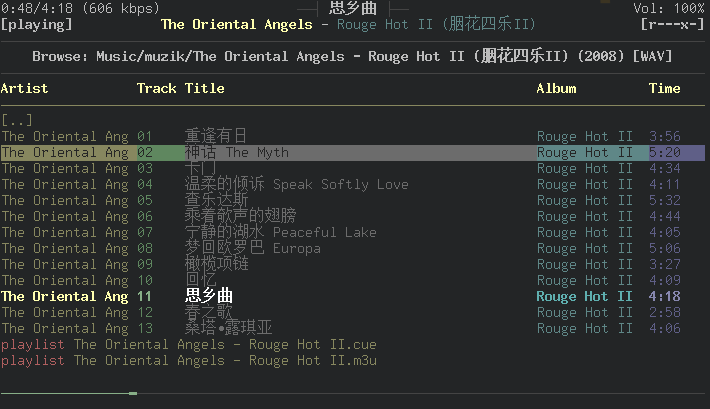 0:48/4:18 (606 kbps) ─┤ 思乡曲 ├─ Vol: 100%
[playing] The Oriental Angels - Rouge Hot II (胭花四乐II) [r---x-]
Browse: Music/muzik/The Oriental Angels - Rouge Hot II (胭花四乐II) (2008) [WAV]
Artist Track Title Album Time
[..]
The Oriental Ang 01 重逢有日 Rouge Hot II 3:56
The Oriental Ang 02 神话 The Myth Rouge Hot II 5:20
The Oriental Ang 03 卡门 Rouge Hot II 4:34
The Oriental Ang 04 温柔的倾诉 Speak Softly Love Rouge Hot II 4:11
The Oriental Ang 05 查乐达斯 Rouge Hot II 5:32
The Oriental Ang 06 乘着歌声的翅膀 Rouge Hot II 4:44
The Oriental Ang 07 宁静的湖水 Peaceful Lake Rouge Hot II 4:05
The Oriental Ang 08 梦回欧罗巴 Europa Rouge Hot II 5:06
The Oriental Ang 09 橄榄项链 Rouge Hot II 3:27
The Oriental Ang 10 回忆 Rouge Hot II 4:09
The Oriental Ang 11 思乡曲 Rouge Hot II 4:18
The Oriental Ang 12 春之歌 Rouge Hot II 2:58
The Oriental Ang 13 桑塔•露琪亚 Rouge Hot II 4:06
playlist The Oriental Angels - Rouge Hot II.cue
playlist The Oriental Angels - Rouge Hot II.m3u